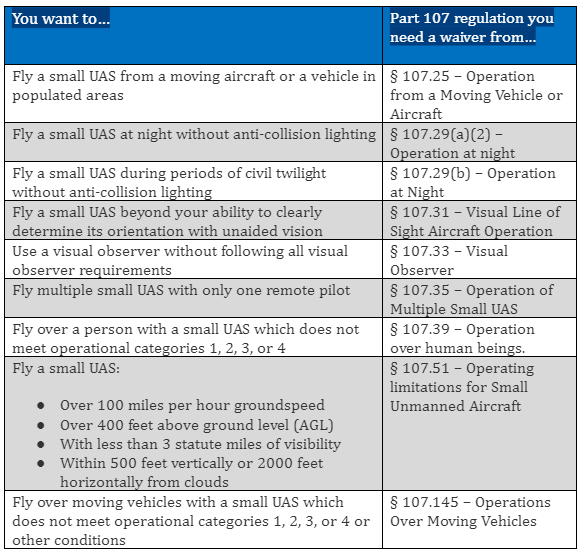 You want to…
Part 107 regulation you
need a waiver from…
Fly a small UAS from a moving aircraft or a vehicle in
populated areas
§ 107.25 – Operation
from a Moving Vehicle or
Aircraft
Fly a small UAS at night without anti-collision lighting
§ 107.29(a)(2) –
Operation at night
Fly a small UAS during periods of civil twilight
without anti-collision lighting
§ 107.29(b) – Operation
at Night
Fly a small UAS beyond your ability to clearly
determine its orientation with unaided vision
§ 107.31 – Visual Line of
Sight Aircraft Operation
Use a visual observer without following all visual
observer requirements
§ 107.33 – Visual
Observer
Fly multiple small UAS with only one remote pilot
§ 107.35 – Operation of
Multiple Small UAS
Fly over a person with a small UAS which does not
meet operational categories 1, 2, 3, or 4
§ 107.39 – Operation
over human beings.
Fly a small UAS:
● Over 100 miles per hour groundspeed
● Over 400 feet above ground level (AGL)
● With less than 3 statute miles of visibility
● Within 500 feet vertically or 2000 feet
horizontally from clouds
§ 107.51 – Operating
limitations for Small
Unmanned Aircraft
Fly over moving vehicles with a small UAS which
does not meet operational categories 1, 2, 3, or 4 or
other conditions
§ 107.145 – Operations
Over Moving Vehicles